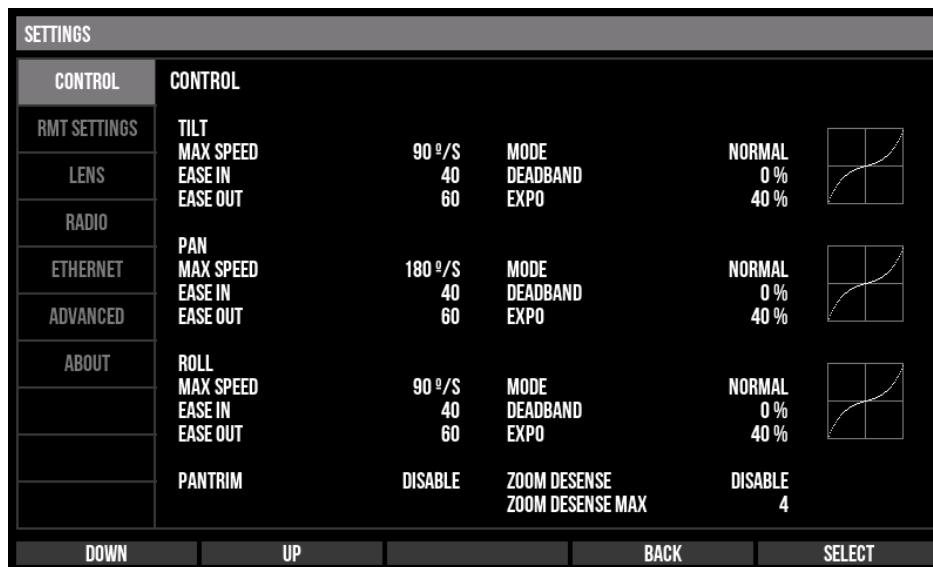 SETTINGS
CONTROL
RMT SETTINGS
LENS
RADIO
ETHERNET
ADVANCED
ABOUT
CONTROL
TILT
MAX SPEED 90 º/S MODE NORMAL
EASE IN 40 DEADBAND 0 %
EASE OUT 60 EXPO 40 %
PAN
MAX SPEED 180 º/S MODE NORMAL
EASE IN 40 DEADBAND 0 %
EASE OUT 60 EXPO 40 %
ROLL
MAX SPEED 90 º/S MODE NORMAL
EASE IN 40 DEADBAND 0 %
EASE OUT 60 EXPO 40 %
PANTRIM DISABLE ZOOM DESENSE DISABLE
ZOOM DESENSE MAX 4
DOWN UP BACK SELECT